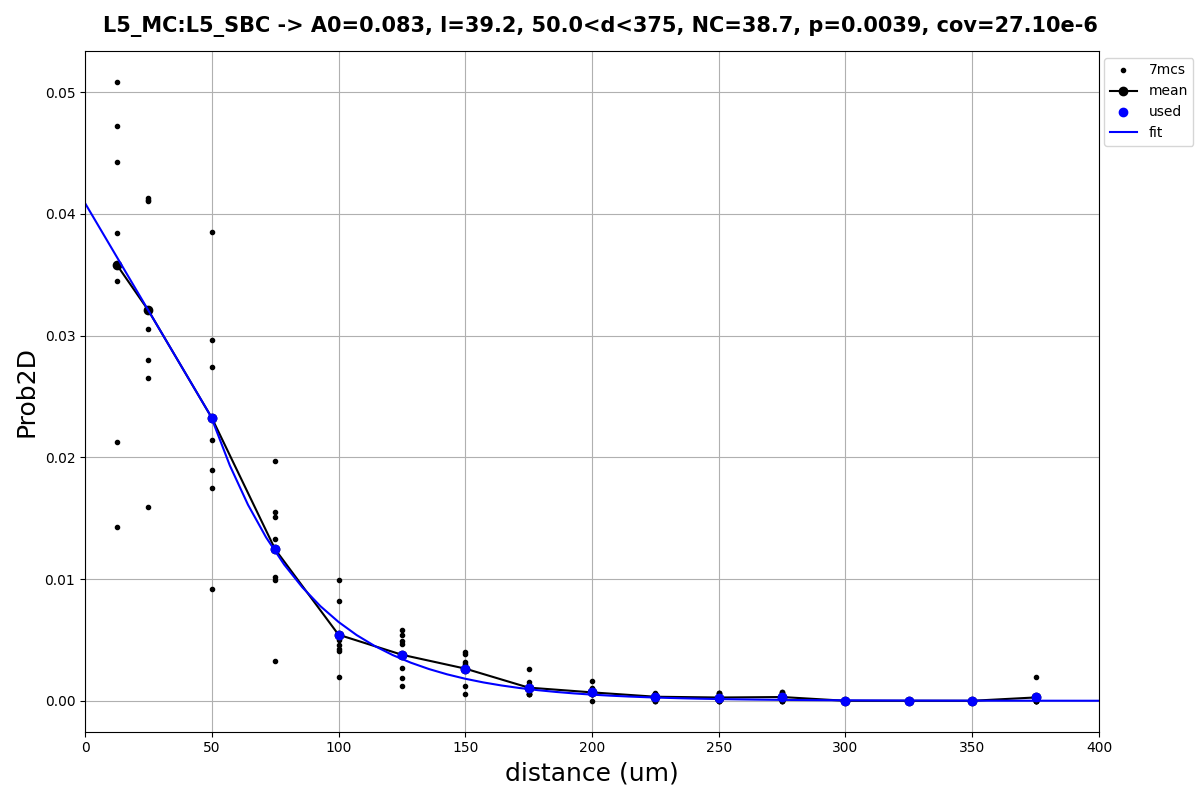 L5_MC:L5_SBC -> A0=0.083, l=39.2, 50.0<d<375, NC=38.7, p=0.0039, cov=27.10e-6
7mcs
mean
used
fit
0.05
0.04
0.03
0.02
0.01
0.00
Prob2D
0 50 100 150 200 250 300 350 400
distance (um)